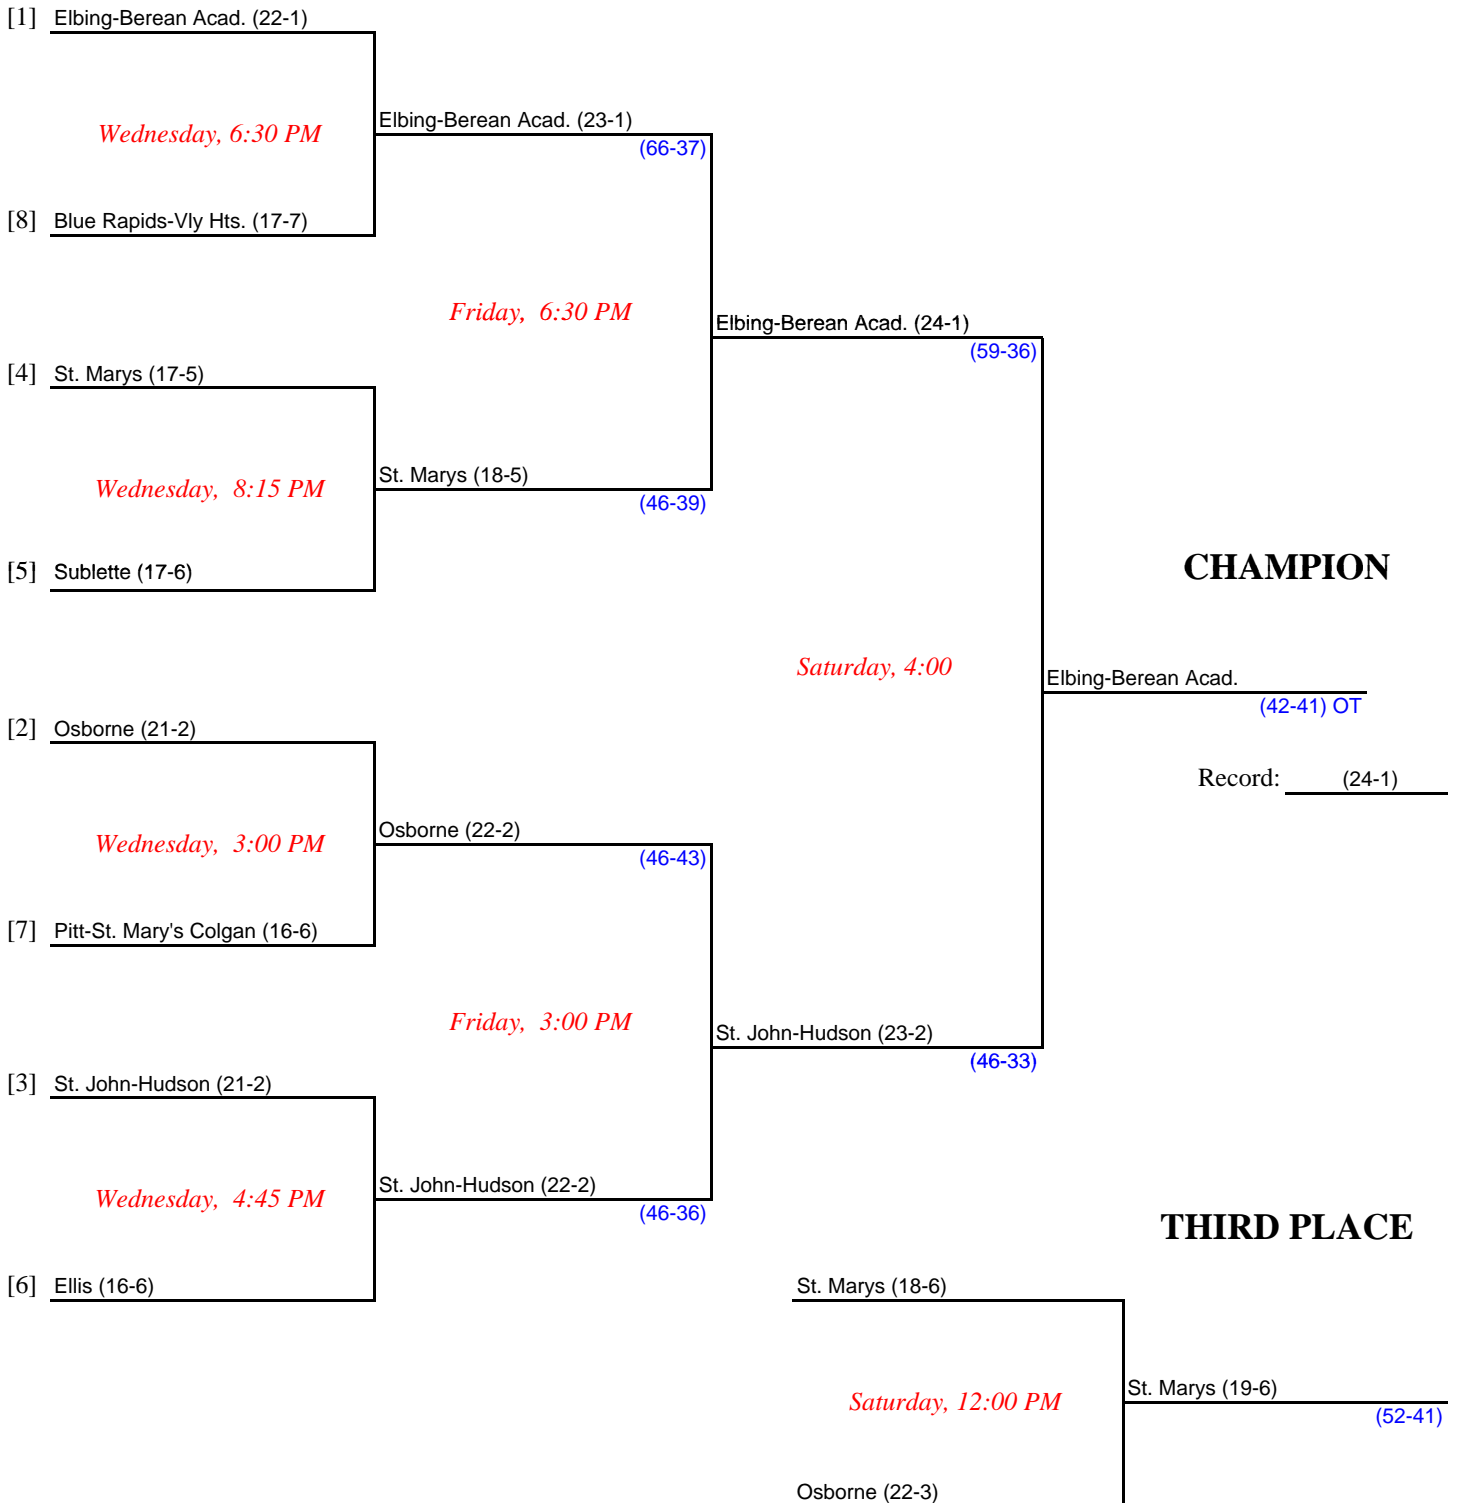 [1] Elbing-Berean Acad. (22-1)
Wednesday, 6:30 PM
Elbing-Berean Acad. (23-1)
(66-37)
[8] Blue Rapids-Vly Hts. (17-7)
Friday, 6:30 PM
Elbing-Berean Acad. (24-1)
(59-36)
[4] St. Marys (17-5)
Wednesday, 8:15 PM
St. Marys (18-5)
(46-39)
[5] Sublette (17-6)
CHAMPION
Saturday, 4:00
Elbing-Berean Acad.
(42-41) OT
Record: (24-1)
[2] Osborne (21-2)
Wednesday, 3:00 PM
Osborne (22-2)
(46-43)
[7] Pitt-St. Mary's Colgan (16-6)
Friday, 3:00 PM
St. John-Hudson (23-2)
(46-33)
[3] St. John-Hudson (21-2)
Wednesday, 4:45 PM
St. John-Hudson (22-2)
(46-36)
[6] Ellis (16-6)
THIRD PLACE
St. Marys (18-6)
Saturday, 12:00 PM
St. Marys (19-6)
(52-41)
Osborne (22-3)